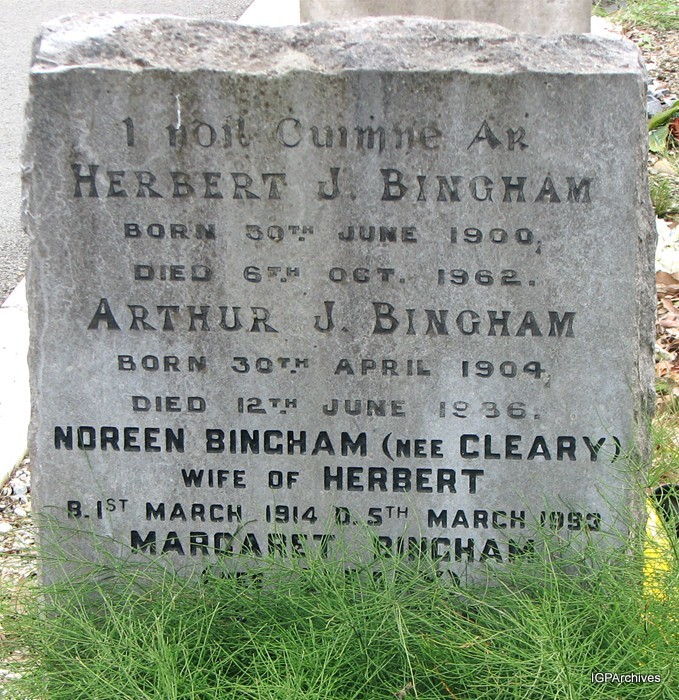 I nDIL CUIMNE AR
HERBERT J. BINGHAM
BORN 30TH JUNE 1900,
DIED 6TH OCT. 1962.
ARTHUR J. BINGHAM
BORN 30TH APRIL 1904,
DIED 12TH JUNE 1936.
NOREEN BINGHAM (NEE CLEARY)
WIFE OF HERBERT
B. 1ST MARCH 1914 D. 5TH MARCH 1993
MARGARET BINGHAM
IGPArchives